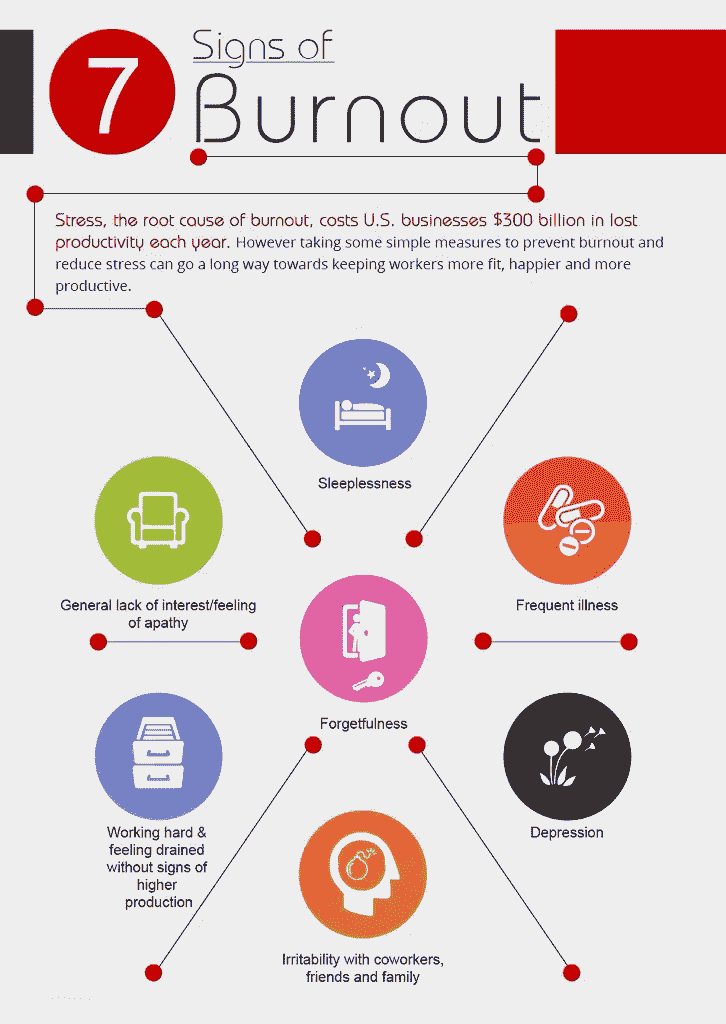 7
Signs of
Burnout
Stress, the root cause of burnout, costs U.S. businesses $300 billion in lost
productivity each year. However taking some simple measures to prevent burnout and
reduce stress can go a long way towards keeping workers more fit, happier and more
productive.
Sleeplessness
General lack of interest/feeling
of apathy
Frequent illness
Forgetfulness
Working hard &
feeling drained
without signs of
higher
production
Depression
Irritability with coworkers,
friends and family